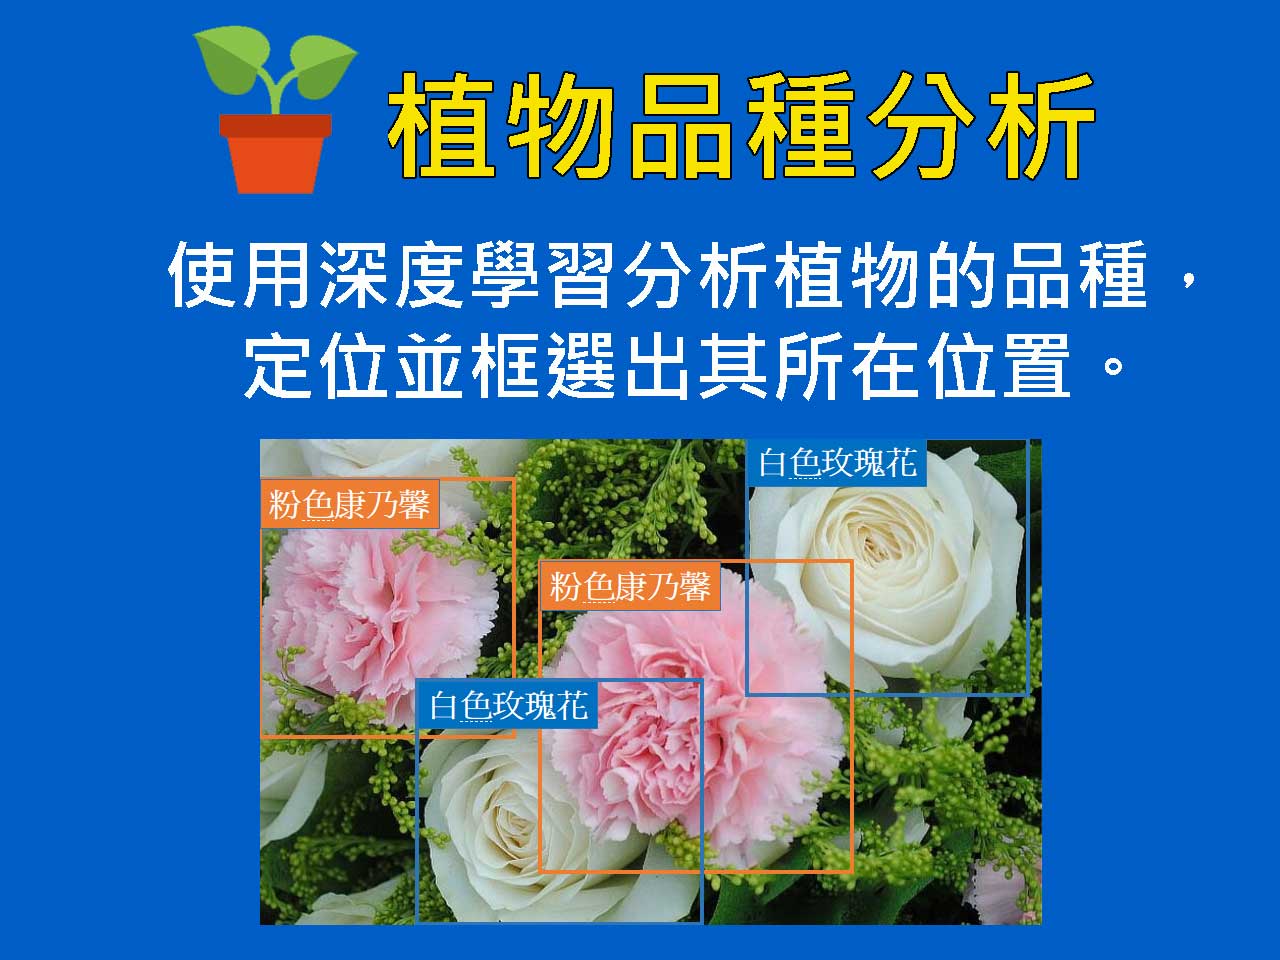 植物品種分析
使用深度學習分析植物的品種，
定位並框選出其所在位置。
白色玫瑰花
粉色康乃馨
粉色康乃馨
白色玫瑰花